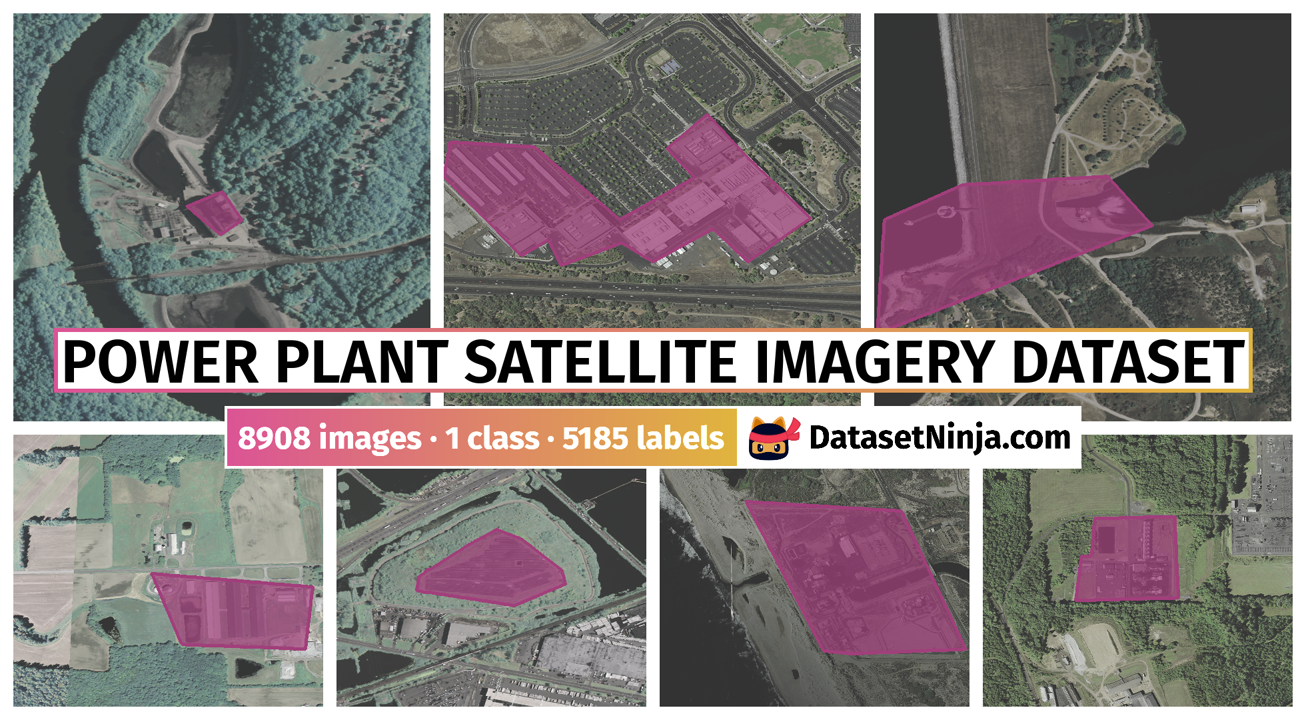 POWER PLANT SATELLITE IMAGERY DATASET
8908 images · 1 class · 5185 labels
DatasetNinja.com